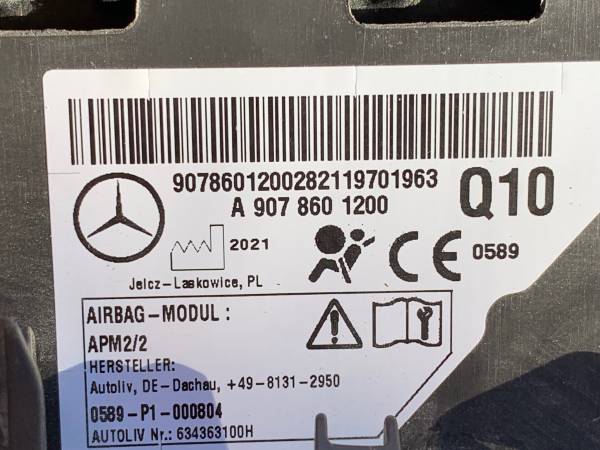 9078601200282119701963
Q10
A 907 860 1200
2021
CE 0589
Jelcz-Laskowice, PL
AIRBAG-MODUL :
APM2/2
HERSTELLER:
Autoliv, DE-Dachau, +49-8131-2950
0589-P1-000804
AUTOLIV Nr.: 634363100H